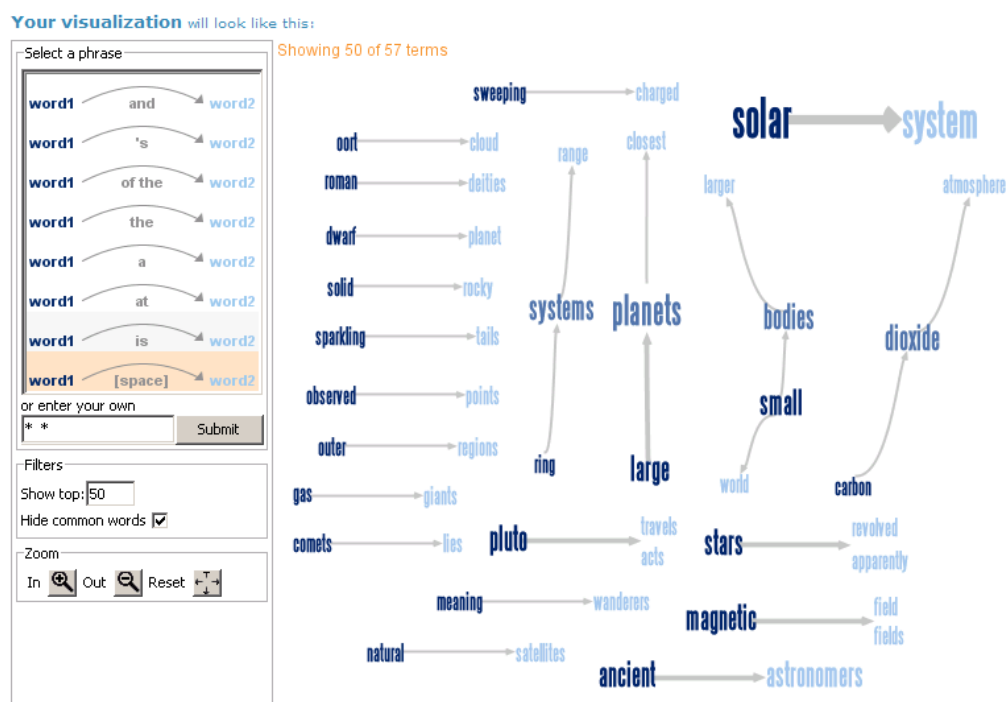 Your visualization will look like this:
Select a phrase
word1 and word2
word1 's word2
word1 of the word2
word1 the word2
word1 a word2
word1 at word2
word1 is word2
word1 [space] word2
or enter your own
* *
Submit
Filters
Show top: 50
Hide common words
Zoom
In Out Reset
Showing 50 of 57 terms
sweeping charged
solar system
oort cloud
range
closest
roman deities
larger
atmosphere
dwarf planet
solid rocky
systems
planets
bodies
dioxide
sparkling tails
observed points
small
outer regions
ring
large
world
carbon
gas giants
comets lies
pluto travels
acts
stars revolved
apparently
meaning wanderers
magnetic field
fields
natural satellites
ancient astronomers